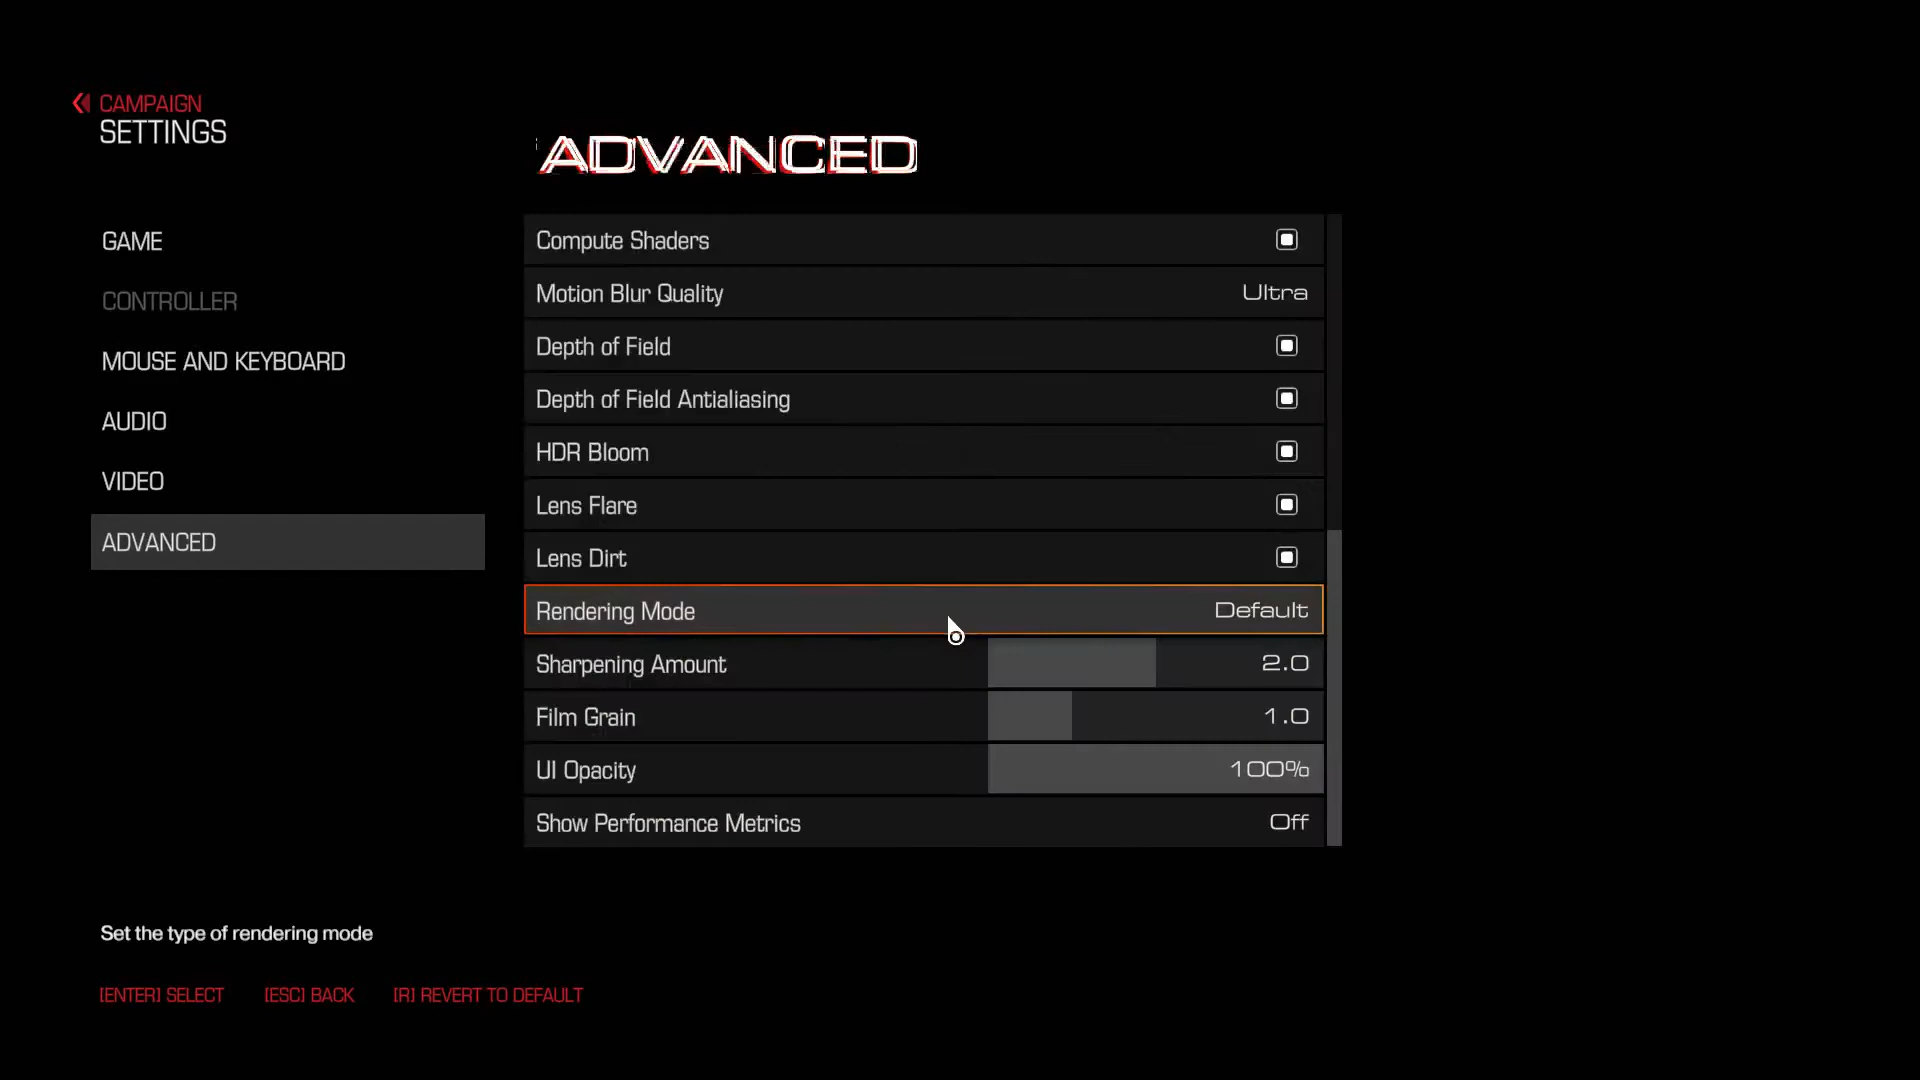 CAMPAIGN
SETTINGS
ADVANCED
GAME
CONTROLLER
MOUSE AND KEYBOARD
AUDIO
VIDEO
ADVANCED
Compute Shaders
Motion Blur Quality Ultra
Depth of Field
Depth of Field Antialiasing
HDR Bloom
Lens Flare
Lens Dirt
Rendering Mode Default
Sharpening Amount 2.0
Film Grain 1.0
UI Opacity 100%
Show Performance Metrics Off
Set the type of rendering mode
[ENTER] SELECT [ESC] BACK [R] REVERT TO DEFAULT